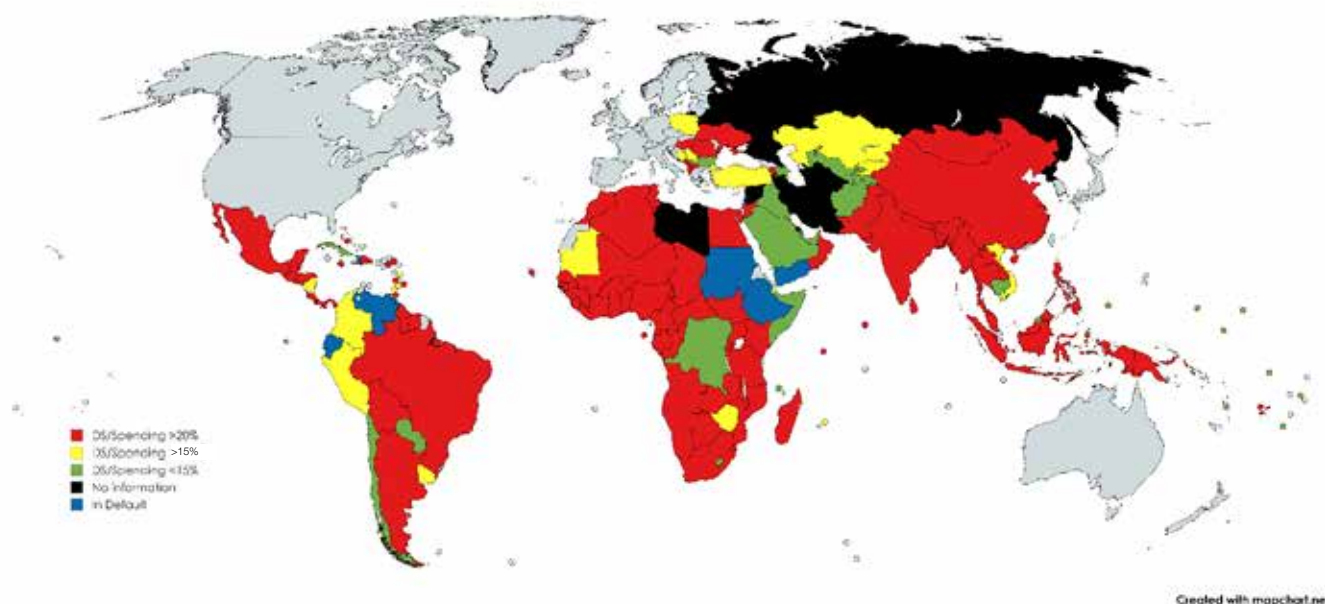 DS/Spending >20%
DS/Spending >15%
DS/Spending <15%
No information
In Default
Created with mapchart.ne